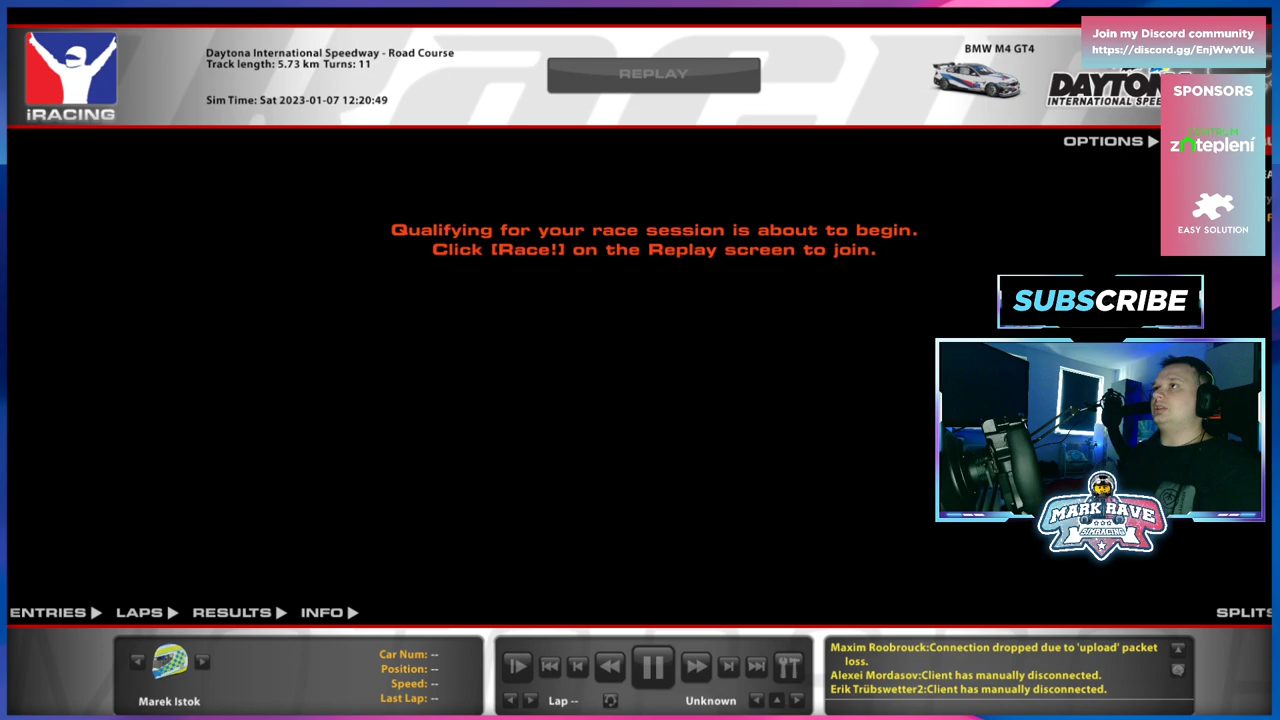 Join my Discord community
https://discord.gg/EnjWwYUk
Daytona International Speedway - Road Course
Track length: 5.73 km Turns: 11
Sim Time: Sat 2023-01-07 12:20:49
iRACING
REPLAY
BMW M4 GT4
DAYTONA
INTERNATIONAL SPEE
SPONSORS
CENTRUM
zateplení
EASY SOLUTION
OPTIONS
Qualifying for your race session is about to begin.
Click [Race!] on the Replay screen to join.
SUBSCRIBE
MARK RAVE
SIMRACING
ENTRIES
LAPS
RESULTS
INFO
SPLITS
Marek Istok
Car Num: --
Position: --
Speed: --
Last Lap: --
Lap --
Unknown
Maxim Roobrouck:Connection dropped due to 'upload' packet
loss.
Alexei Mordasov:Client has manually disconnected.
Erik Trübswetter2:Client has manually disconnected.